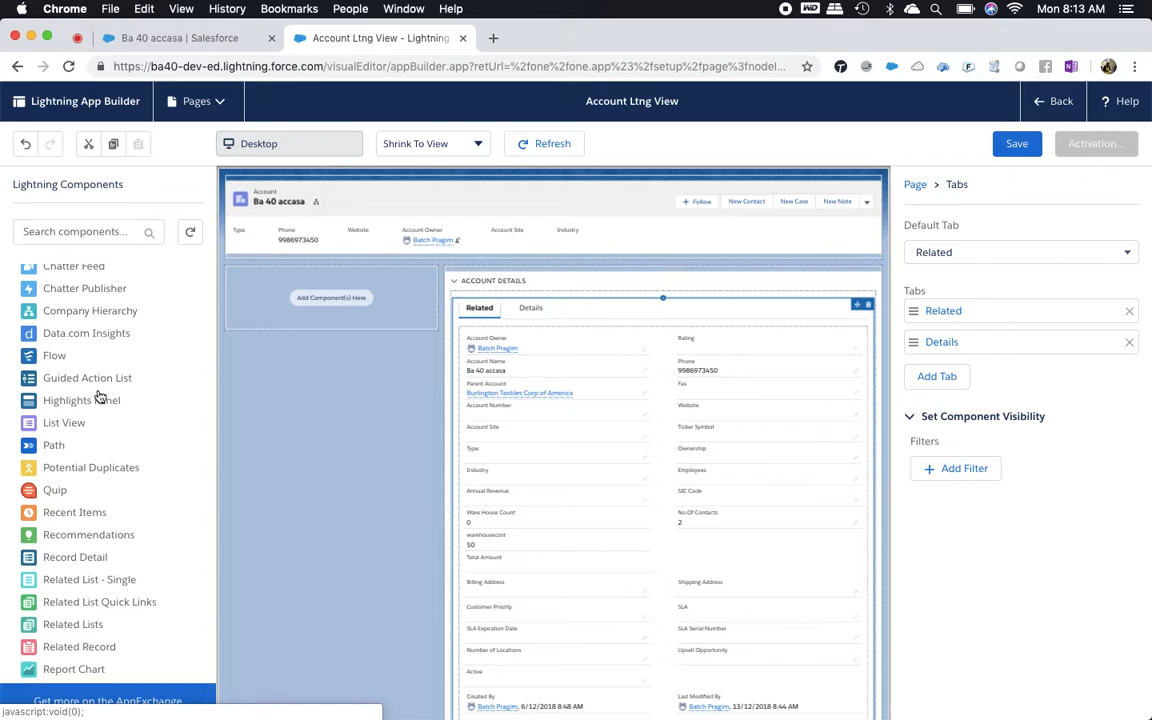 Chrome File Edit View History Bookmarks People Window Help Mon 8:13 AM
Ba 40 accasa | Salesforce
Account Ltng View - Lightning
https://ba40-dev-ed.lightning.force.com/visualEditor/appBuilder.app?retUrl=%2fone%2fone.app%23%2fsetup%2fpage%3fnodel...
Lightning App Builder Pages Account Ltng View Back ? Help
Desktop Shrink To View Refresh Save Activation...
Lightning Components
Search components...
Chatter Feed
Chatter Publisher
Company Hierarchy
Data.com Insights
Flow
Guided Action List
Highlights Panel
List View
Path
Potential Duplicates
Quip
Recent Items
Recommendations
Record Detail
Related List - Single
Related List Quick Links
Related Lists
Related Record
Report Chart
Get more on the AppExchange
javascript:void(0);
Account
Ba 40 accasa
+ Follow New Contact New Case New Note
Type Phone Website Account Owner Account Site Industry
9986973450 Batch Pragim
Add Component(s) Here
ACCOUNT DETAILS
Related Details
Account Owner Rating
Batch Pragim
Account Name Phone
Ba 40 accasa 9986973450
Parent Account Fax
Burlington Textiles Corp of America
Account Number Website
Account Site Ticker Symbol
Type Ownership
Industry Employees
Annual Revenue SIC Code
Ware House Count No.Of Contacts
0 2
warehousecost
50
Total Amount
Billing Address Shipping Address
Customer Priority SLA
SLA Expiration Date SLA Serial Number
Number of Locations Upsell Opportunity
Active
Created By Last Modified By
Batch Pragim, 6/12/2018 8:48 AM Batch Pragim, 13/12/2018 8:44 AM
Page > Tabs
Default Tab
Related
Tabs
Related
Details
Add Tab
Set Component Visibility
Filters
+ Add Filter